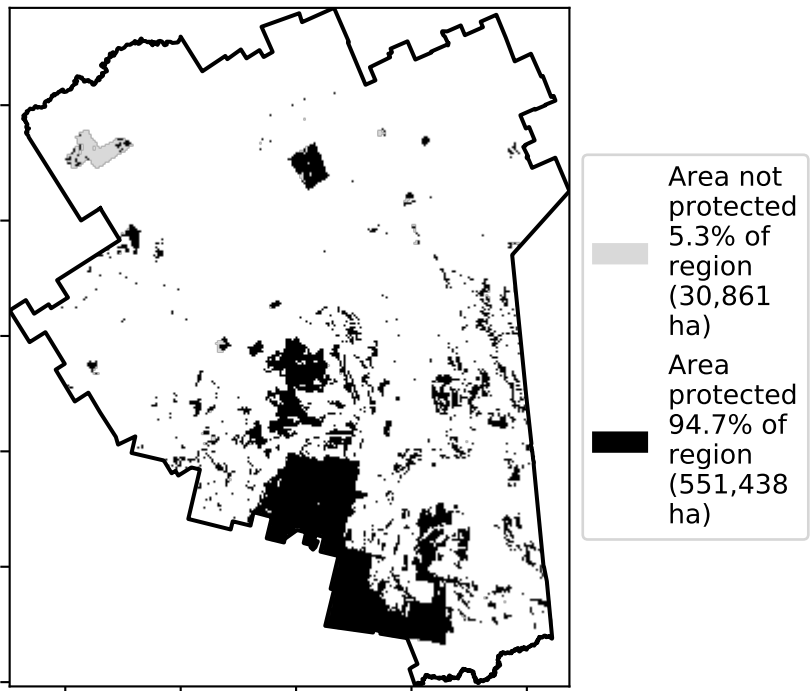 Area not
protected
5.3% of
region
(30,861
ha)
Area
protected
94.7% of
region
(551,438
ha)